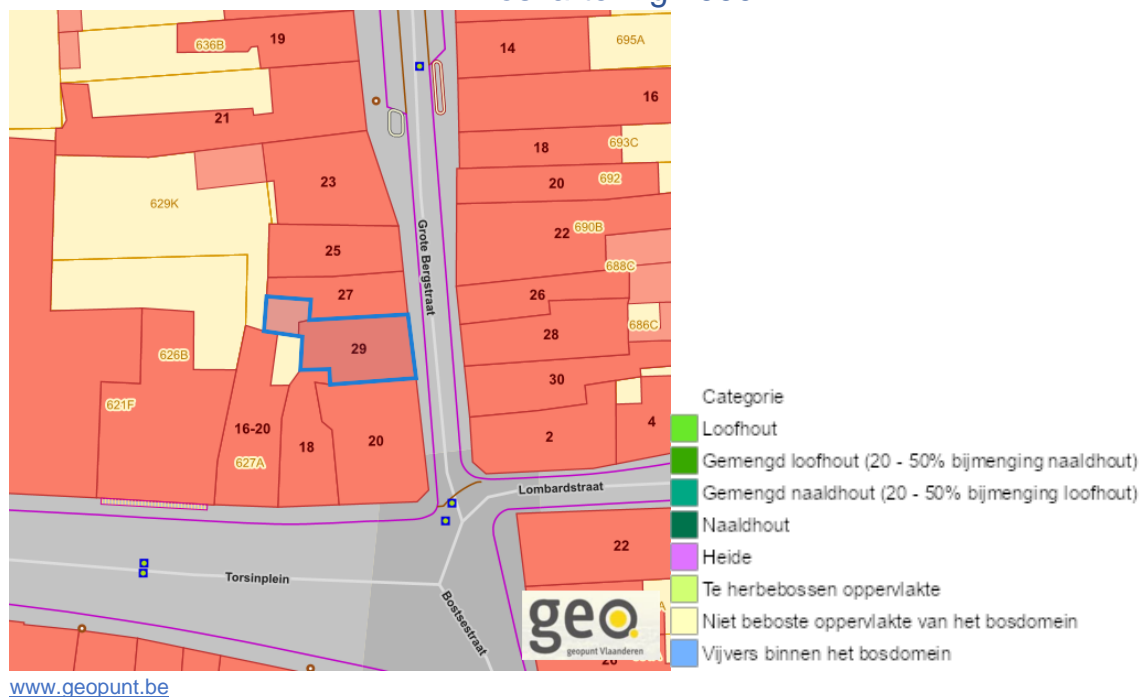 19
636B
14
695A
16
21
18
693C
20
692
23
629K
22
690B
Grote Bergstraat
25
688C
27
26
686C
28
29
626B
30
621F
16-20
627A
18
20
2
4
Lombardstraat
22
Torsinplein
Bostsestraat
geo.
geopunt Vlaanderen
Categorie
Loofhout
Gemengd loofhout (20 - 50% bijmenging naaldhout)
Gemengd naaldhout (20 - 50% bijmenging loofhout)
Naaldhout
Heide
Te herbebossen oppervlakte
Niet beboste oppervlakte van het bosdomein
Vijvers binnen het bosdomein
www.geopunt.be